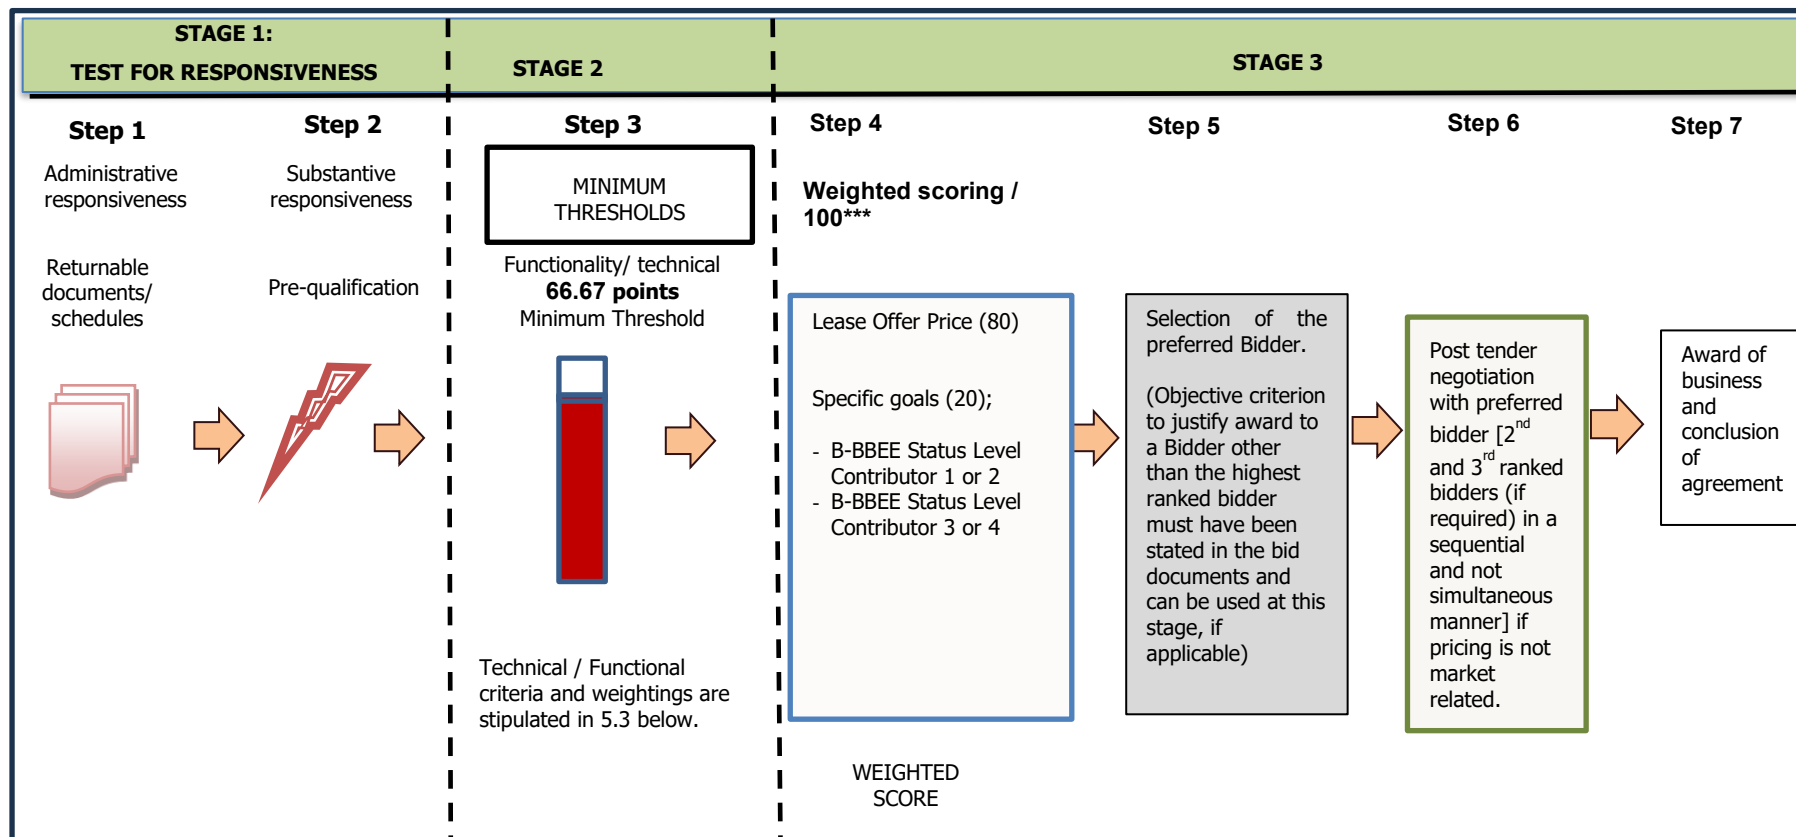 STAGE 1:
TEST FOR RESPONSIVENESS
STAGE 2
STAGE 3
Step 1
Administrative
responsiveness
Returnable
documents/
schedules
Step 2
Substantive
responsiveness
Pre-qualification
Step 3
MINIMUM
THRESHOLDS
Functionality/ technical
66.67 points
Minimum Threshold
Technical / Functional
criteria and weightings are
stipulated in 5.3 below.
Step 4
Weighted scoring /
100***
Lease Offer Price (80)
Specific goals (20);
- B-BBEE Status Level
Contributor 1 or 2
- B-BBEE Status Level
Contributor 3 or 4
WEIGHTED
SCORE
Step 5
Selection of the
preferred Bidder.
(Objective criterion
to justify award to
a Bidder other
than the highest
ranked bidder
must have been
stated in the bid
documents and
can be used at this
stage, if
applicable)
Step 6
Post tender
negotiation
with preferred
bidder [2nd
and 3rd ranked
bidders (if
required) in a
sequential
and not
simultaneous
manner] if
pricing is not
market
related.
Step 7
Award of
business
and
conclusion
of
agreement